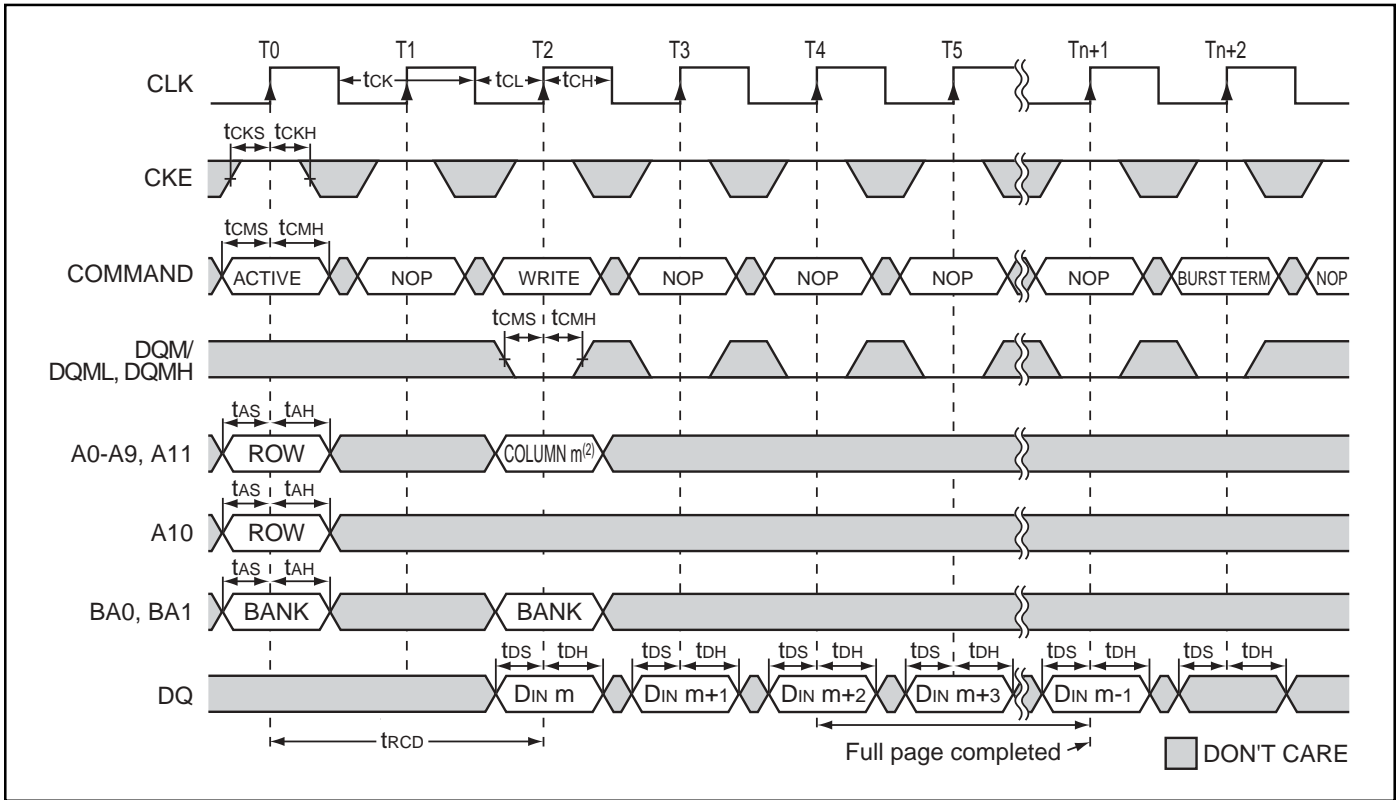 T0 T1 T2 T3 T4 T5 Tn+1 Tn+2
CLK tCK tCL tCH
tCKS tCKH
CKE
tCMS tCMH
COMMAND ACTIVE NOP WRITE NOP NOP NOP NOP BURST TERM NOP
tCMS tCMH
DQM/
DQML, DQMH
tAS tAH
A0-A9, A11 ROW COLUMN m(2)
tAS tAH
A10 ROW
tAS tAH
BA0, BA1 BANK BANK
tDS tDH tDS tDH tDS tDH tDS tDH tDS tDH tDS tDH
DQ DIN m DIN m+1 DIN m+2 DIN m+3 DIN m-1
tRCD
Full page completed
DON'T CARE